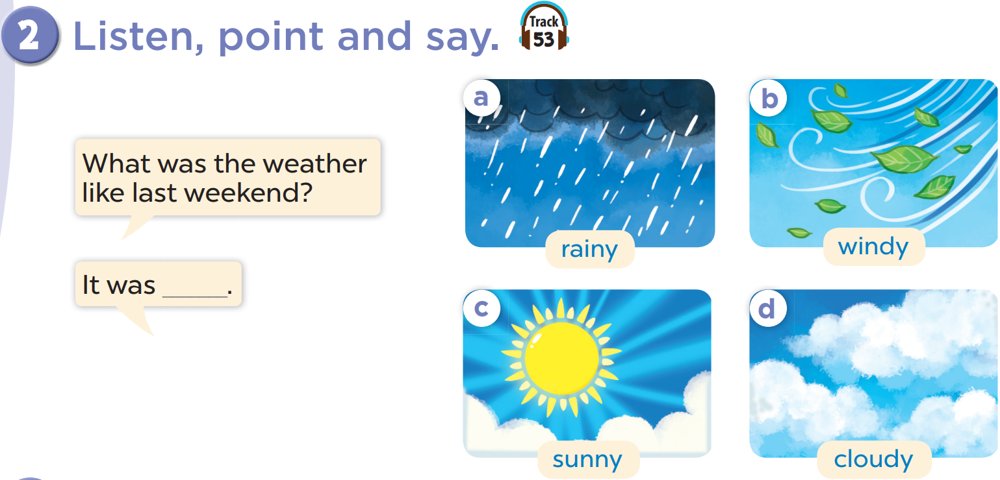 2 Listen, point and say. Track 53
What was the weather
like last weekend?
It was ______.
a
rainy
b
windy
c
sunny
d
cloudy